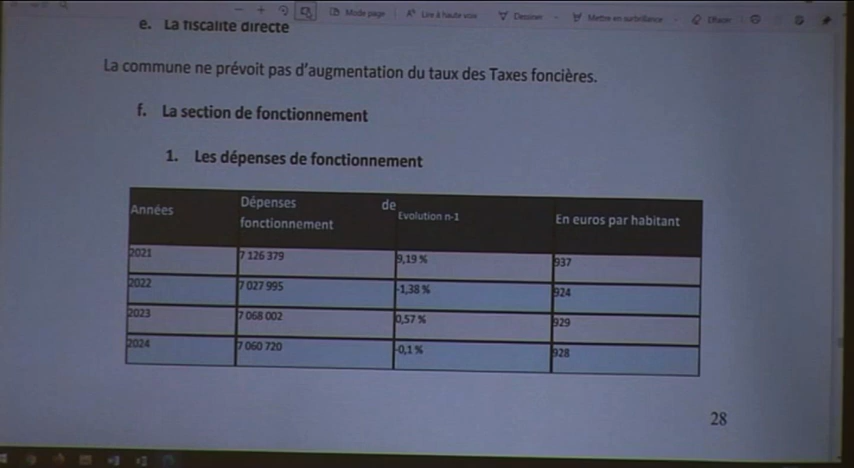 Mode page
Lire à haute voix
Dessiner
Mettre en surbrillance
Effacer
e. La fiscalité directe
La commune ne prévoit pas d'augmentation du taux des Taxes foncières.
f. La section de fonctionnement
1. Les dépenses de fonctionnement
Années
Dépenses de
fonctionnement
Evolution n-1
En euros par habitant
2021 7 126 379 9,19 % 937
2022 7 027 995 -1,38 % 924
2023 7 068 002 0,57 % 929
2024 7 060 720 -0,1 % 928
28